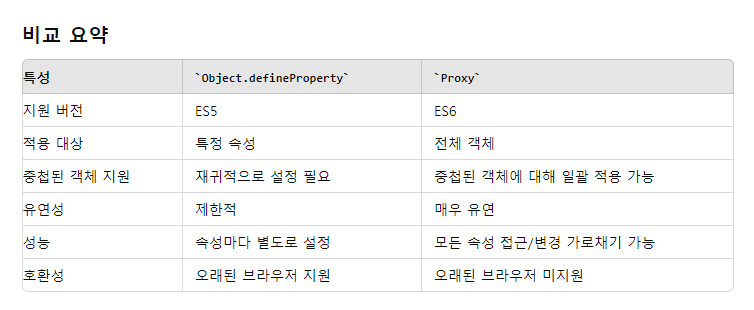 비교 요약
특성 `Object.defineProperty` `Proxy`
지원 버전 ES5 ES6
적용 대상 특정 속성 전체 객체
중첩된 객체 지원 재귀적으로 설정 필요 중첩된 객체에 대해 일괄 적용 가능
유연성 제한적 매우 유연
성능 속성마다 별도로 설정 모든 속성 접근/변경 가로채기 가능
호환성 오래된 브라우저 지원 오래된 브라우저 미지원